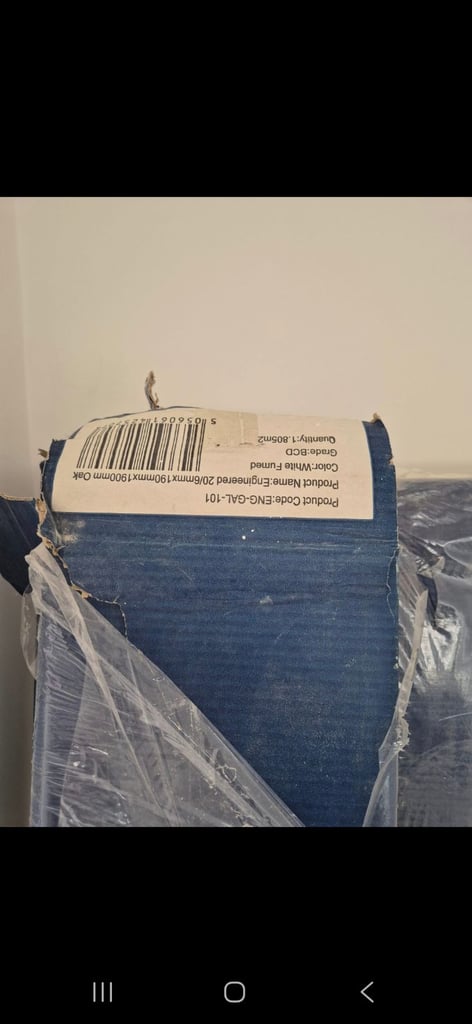 Product Code:ENG-GAL-101
Product Name:Engineered 20/6mmx190mmx1900mm Oak
Color:White Fumed
Grade:BCD
Quantity:1.805m2